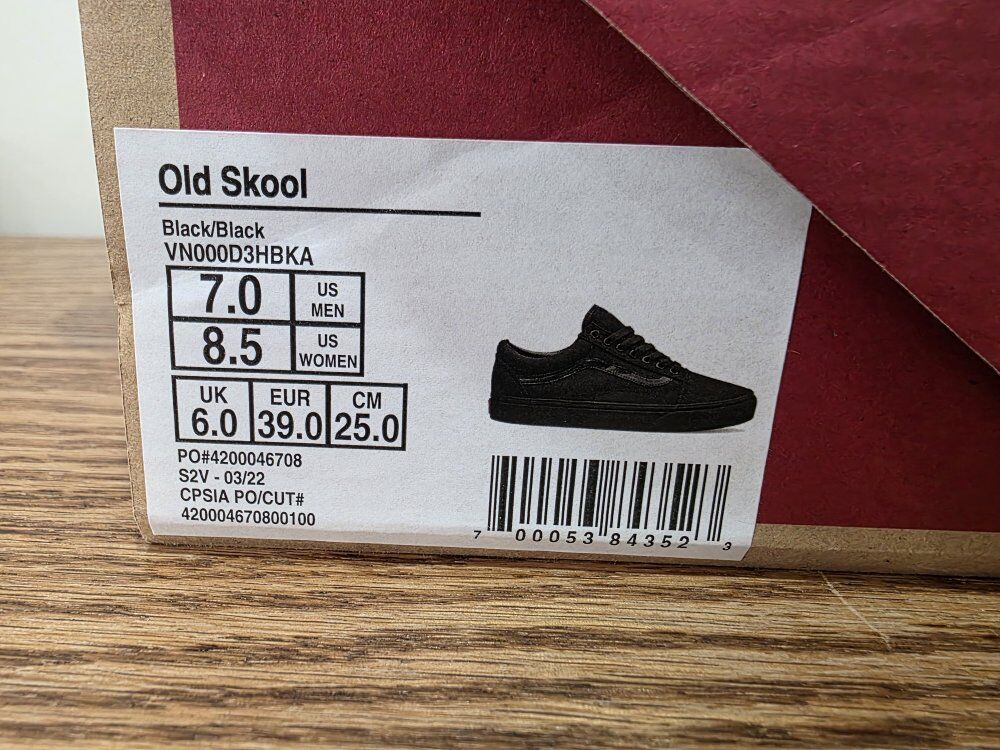 Old Skool
Black/Black
VN000D3HBKA
7.0 US MEN
8.5 US WOMEN
UK EUR CM
6.0 39.0 25.0
PO#4200046708
S2V - 03/22
CPSIA PO/CUT#
420004670800100
7 00053 84352 3